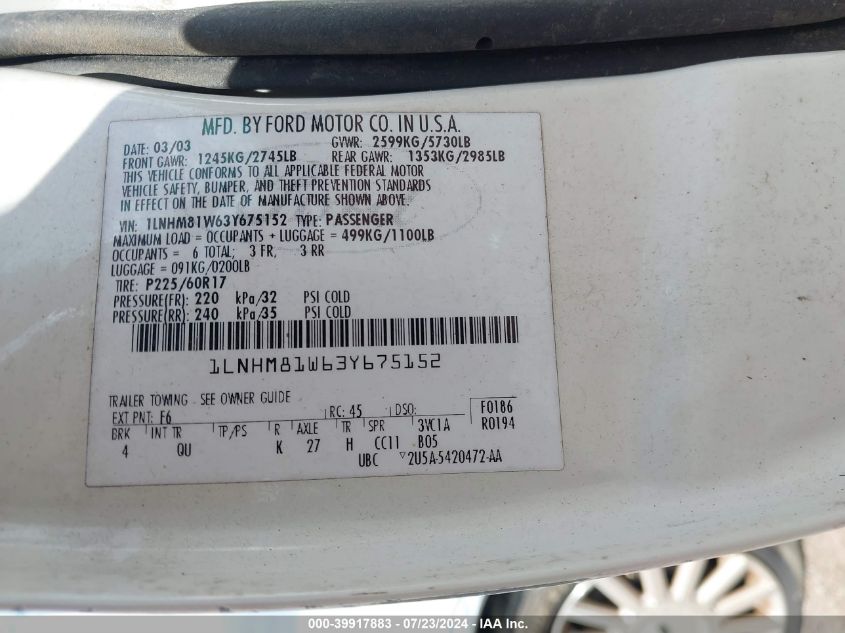 MFD. BY FORD MOTOR CO. IN U.S.A.
DATE: 03/03 GVWR: 2599KG/5730LB
FRONT GAWR: 1245KG/2745LB REAR GAWR: 1353KG/2985LB
THIS VEHICLE CONFORMS TO ALL APPLICABLE FEDERAL MOTOR
VEHICLE SAFETY, BUMPER, AND THEFT PREVENTION STANDARDS
IN EFFECT ON THE DATE OF MANUFACTURE SHOWN ABOVE.
VIN: 1LNHM81W63Y675152 TYPE: PASSENGER
MAXIMUM LOAD = OCCUPANTS + LUGGAGE = 499KG/1100LB
OCCUPANTS = 6 TOTAL; 3 FR, 3 RR
LUGGAGE = 091KG/0200LB
TIRE: P225/60R17
PRESSURE(FR): 220 kPa/32 PSI COLD
PRESSURE(RR): 240 kPa/35 PSI COLD
1LNHM81W63Y675152
TRAILER TOWING - SEE OWNER GUIDE
EXT PNT: F6 RC: 45 DSO: F0186
BRK INT TR TP/PS R AXLE TR SPR 3VC1A R0194
4 QU K 27 H CC11 B05
UBC ▽2U5A-5420472-AA
000-39917883 - 07/23/2024 - IAA Inc.